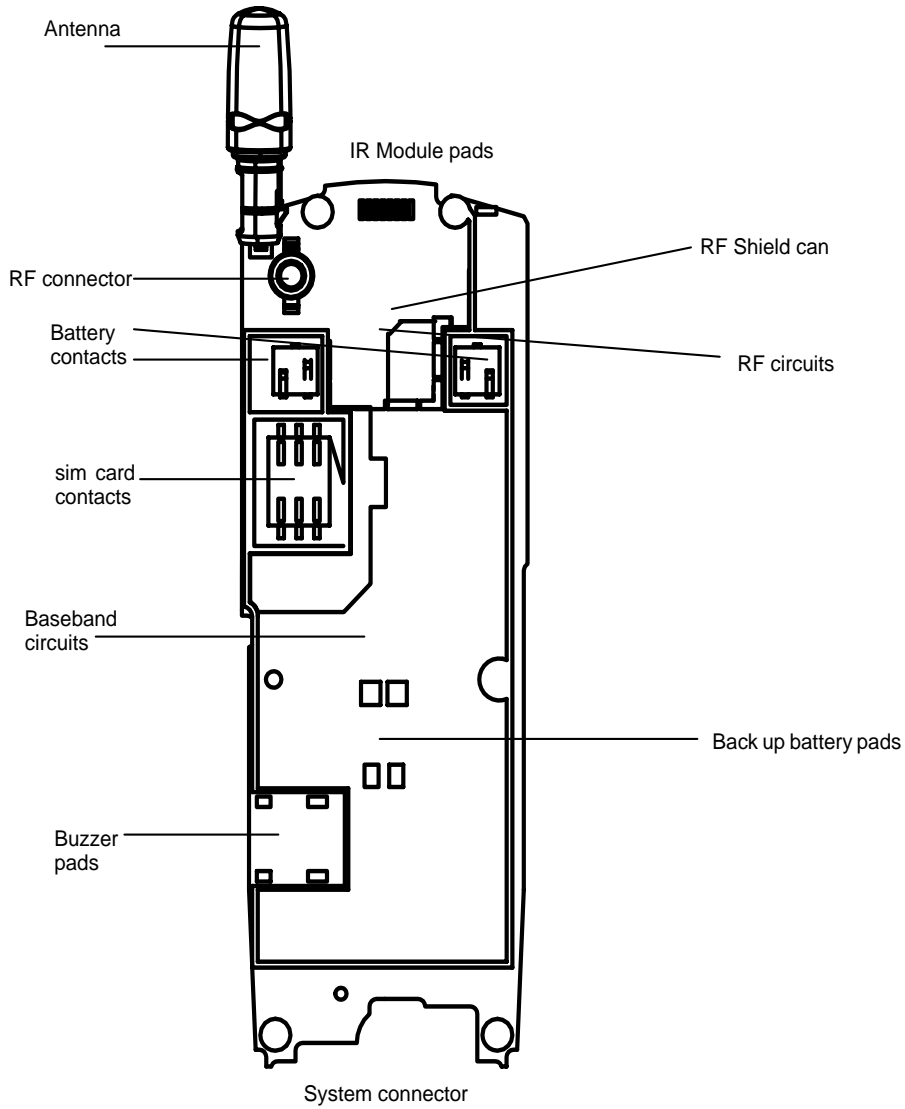 Antenna
IR Module pads
RF Shield can
RF connector
Battery
contacts
RF circuits
sim card
contacts
Baseband
circuits
Back up battery pads
Buzzer
pads
System connector